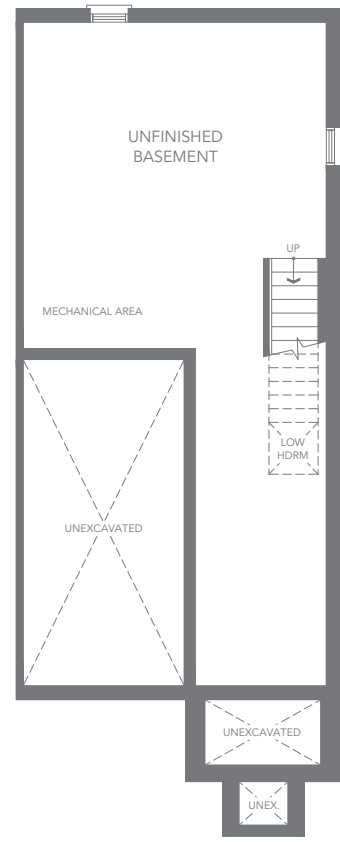 UNFINISHED
BASEMENT
UP
MECHANICAL AREA
LOW
HDRM
UNEXCAVATED
UNEXCAVATED
UNEX.